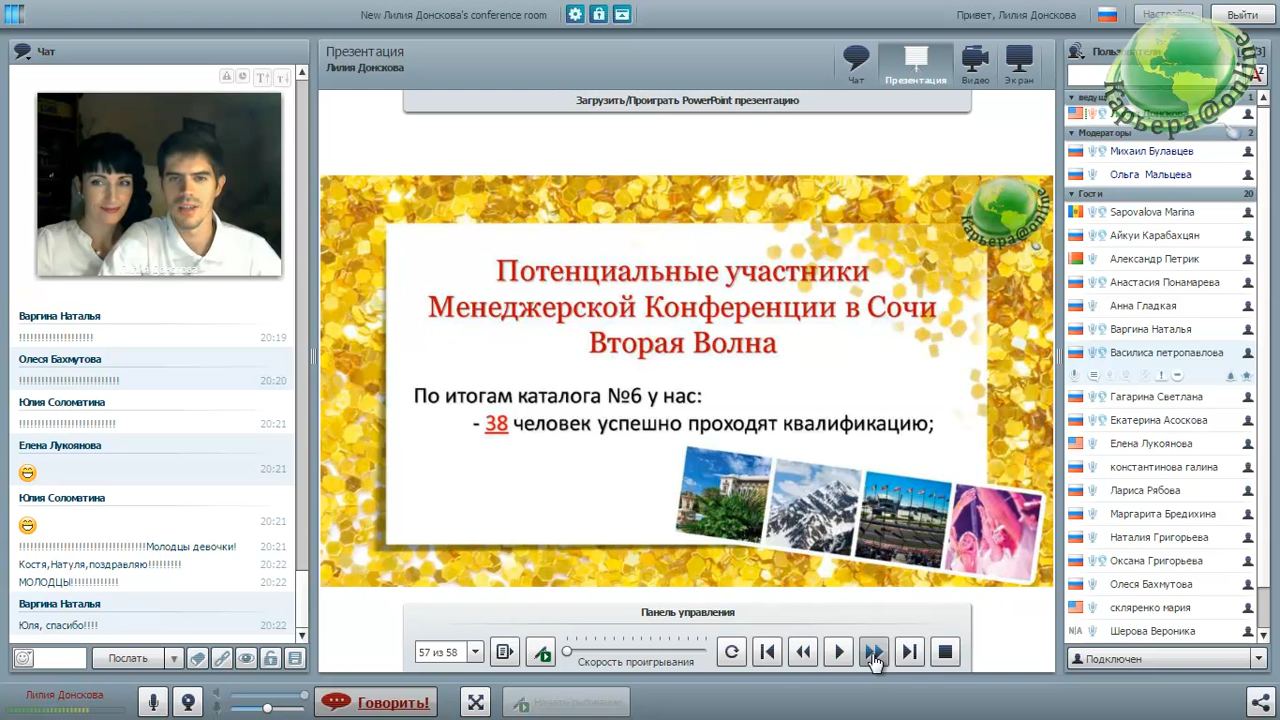 New Лилия Донскова's conference room
Привет, Лилия Донскова
Настройки
Выйти
Чат
Презентация
Лилия Донскова
Чат
Презентация
Видео
Экран
Загрузить/Проиграть PowerPoint презентацию
карьера@online
Потенциальные участники
Менеджерской Конференции в Сочи
Вторая Волна
По итогам каталога №6 у нас:
- 38 человек успешно проходят квалификацию;
карьера@online
Варгина Наталья
!!!!!!!!!!!!!!!!!!!! 20:19
Олеся Бахмутова
!!!!!!!!!!!!!!!!!!!!!!!!!!! 20:20
Юлия Соломатина
!!!!!!!!!!!!!!!!!!!!!!!!!! 20:21
Елена Лукоянова
20:21
Юлия Соломатина
20:21
!!!!!!!!!!!!!!!!!!!!!!!!!!!!!!!!!!Молодцы девочки! 20:21
Костя,Натуля,поздравляю!!!!!!!!! 20:22
МОЛОДЦЫ!!!!!!!!!!!! 20:22
Варгина Наталья
Юля, спасибо!!!! 20:22
Послать
Панель управления
57 из 58
Скорость проигрывания
Пользователи
ведущ 1
Модераторы 2
Михаил Булавцев
Ольга Мальцева
Гости 20
Sapovalova Marina
Айкуи Карабахцян
Александр Петрик
Анастасия Понамарева
Анна Гладкая
Варгина Наталья
Василиса петропавлова
Гагарина Светлана
Екатерина Асоскова
Елена Лукоянова
константинова галина
Лариса Рябова
Маргарита Бредихина
Наталия Григорьева
Оксана Григорьева
Олеся Бахмутова
скляренко мария
N/A Шерова Вероника
Подключен
Лилия Донскова
Говорить!